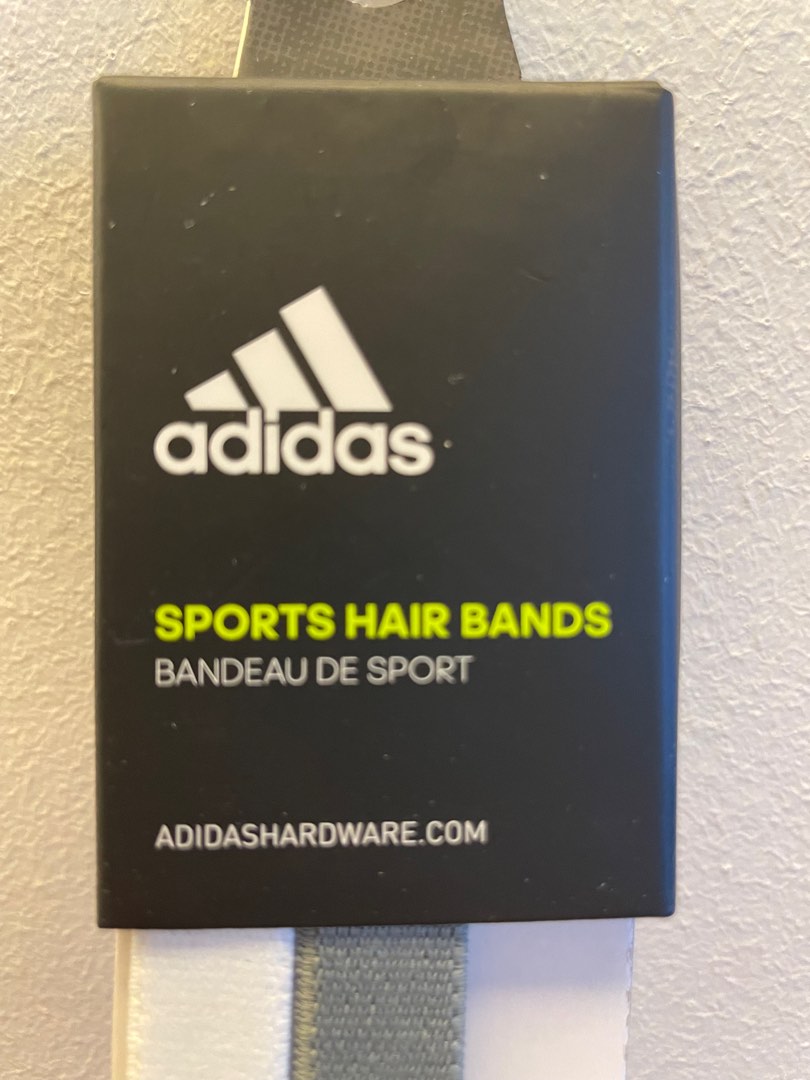 adidas
SPORTS HAIR BANDS
BANDEAU DE SPORT
ADIDASHARDWARE.COM